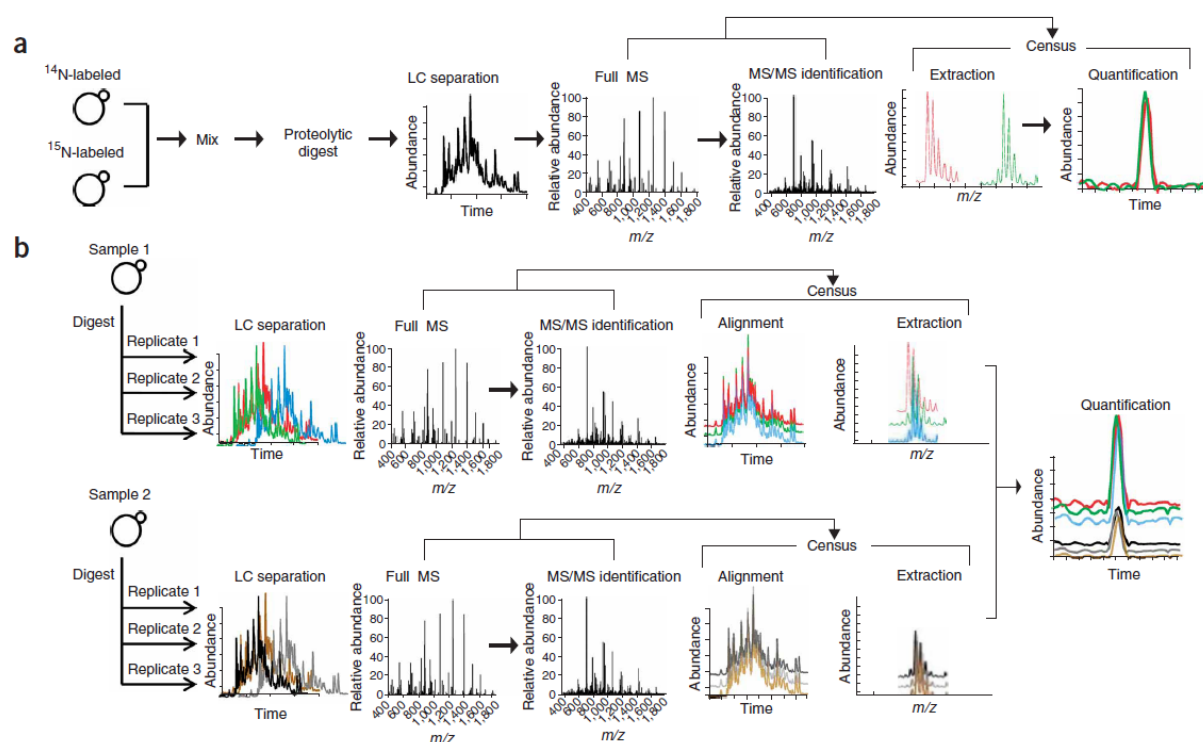 a
14N-labeled
15N-labeled
Mix
Proteolytic
digest
LC separation
Time
Full MS
Relative abundance
100
80
60
40
20
0
400
600
800
1,000
1,200
1,400
1,600
1,800
m/z
MS/MS identification
Relative abundance
100
80
60
40
20
0
400
600
800
1,000
1,200
1,400
1,600
1,800
m/z
Census
Extraction
Abundance
m/z
Quantification
Abundance
Time
Abundance
b
Sample 1
Digest
Replicate 1
Replicate 2
Replicate 3
LC separation
Abundance
Time
Full MS
Relative abundance
100
80
60
40
20
0
400
600
800
1,000
1,200
1,400
1,600
1,800
m/z
MS/MS identification
Relative abundance
100
80
60
40
20
0
400
600
800
1,000
1,200
1,400
1,600
1,800
m/z
Census
Alignment
Abundance
Time
Extraction
Abundance
m/z
Quantification
Abundance
Time
Sample 2
Digest
Replicate 1
Replicate 2
Replicate 3
LC separation
Abundance
Time
Full MS
Relative abundance
100
80
60
40
20
0
400
600
800
1,000
1,200
1,400
1,600
1,800
m/z
MS/MS identification
Relative abundance
100
80
60
40
20
0
400
600
800
1,000
1,200
1,400
1,600
1,800
m/z
Census
Alignment
Abundance
Time
Extraction
Abundance
m/z